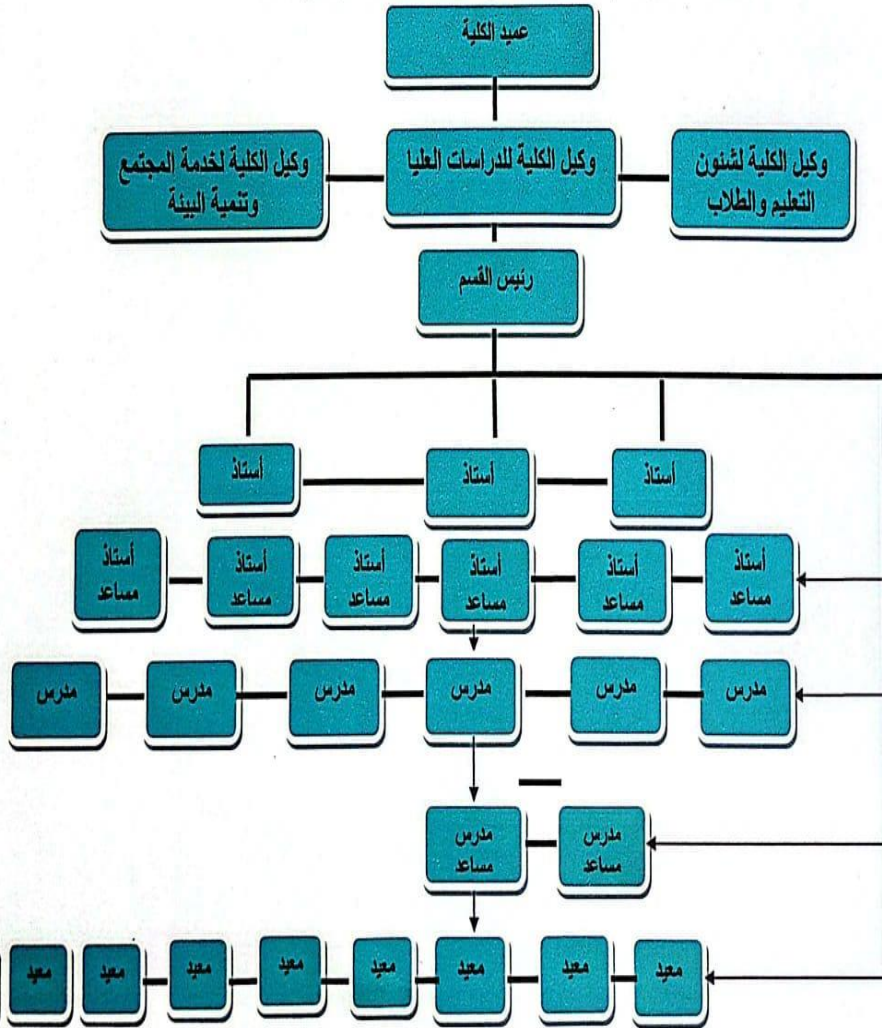 عميد الكلية
وكيل الكلية لشئون
التعليم والطلاب
وكيل الكلية للدراسات العليا
وكيل الكلية لخدمة المجتمع
وتنمية البيئة
رئيس القسم
أستاذ
أستاذ
أستاذ
أستاذ
مساعد
أستاذ
مساعد
أستاذ
مساعد
أستاذ
مساعد
أستاذ
مساعد
أستاذ
مساعد
مدرس
مدرس
مدرس
مدرس
مدرس
مدرس
مدرس
مساعد
مدرس
مساعد
معيد
معيد
معيد
معيد
معيد
معيد
معيد
معيد